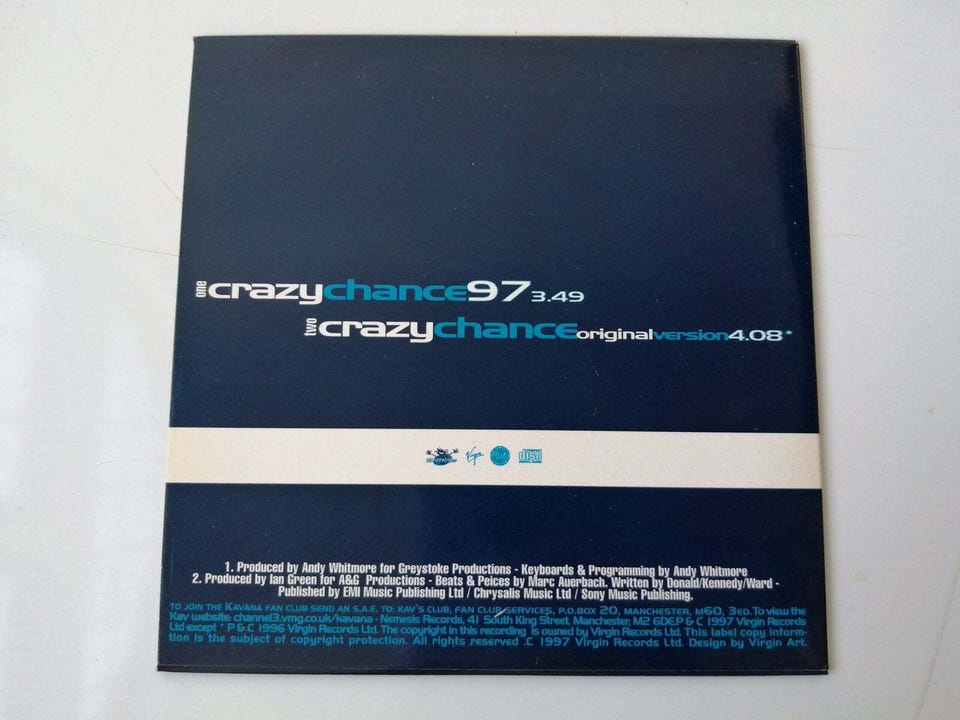 one crazychance97 3.49
two crazychanceoriginalversion4.08*
Virgin
disc
1. Produced by Andy Whitmore for Greystoke Productions - Keyboards & Programming by Andy Whitmore
2. Produced by Ian Green for A&G Productions - Beats & Peices by Marc Auerbach. Written by Donald/Kennedy/Ward -
Published by EMI Music Publishing Ltd / Chrysalis Music Ltd / Sony Music Publishing.
TO JOIN THE KAVANA FAN CLUB SEND AN S.A.E. TO: KAV'S CLUB, FAN CLUB SERVICES, P.O.BOX 20, MANCHESTER, M60, 3ED. To view the
Kav website: channel3.vmg.co.uk/kavana - Nemesis Records, 41 South King Street, Manchester, M2 6DE.P & C 1997 Virgin Records
Ltd except * P & C 1996 Virgin Records Ltd. The copyright in this recording is owned by Virgin Records Ltd. This label copy inform-
tion is the subject of copyright protection. All rights reserved .C 1997 Virgin Records Ltd. Design by Virgin Art.